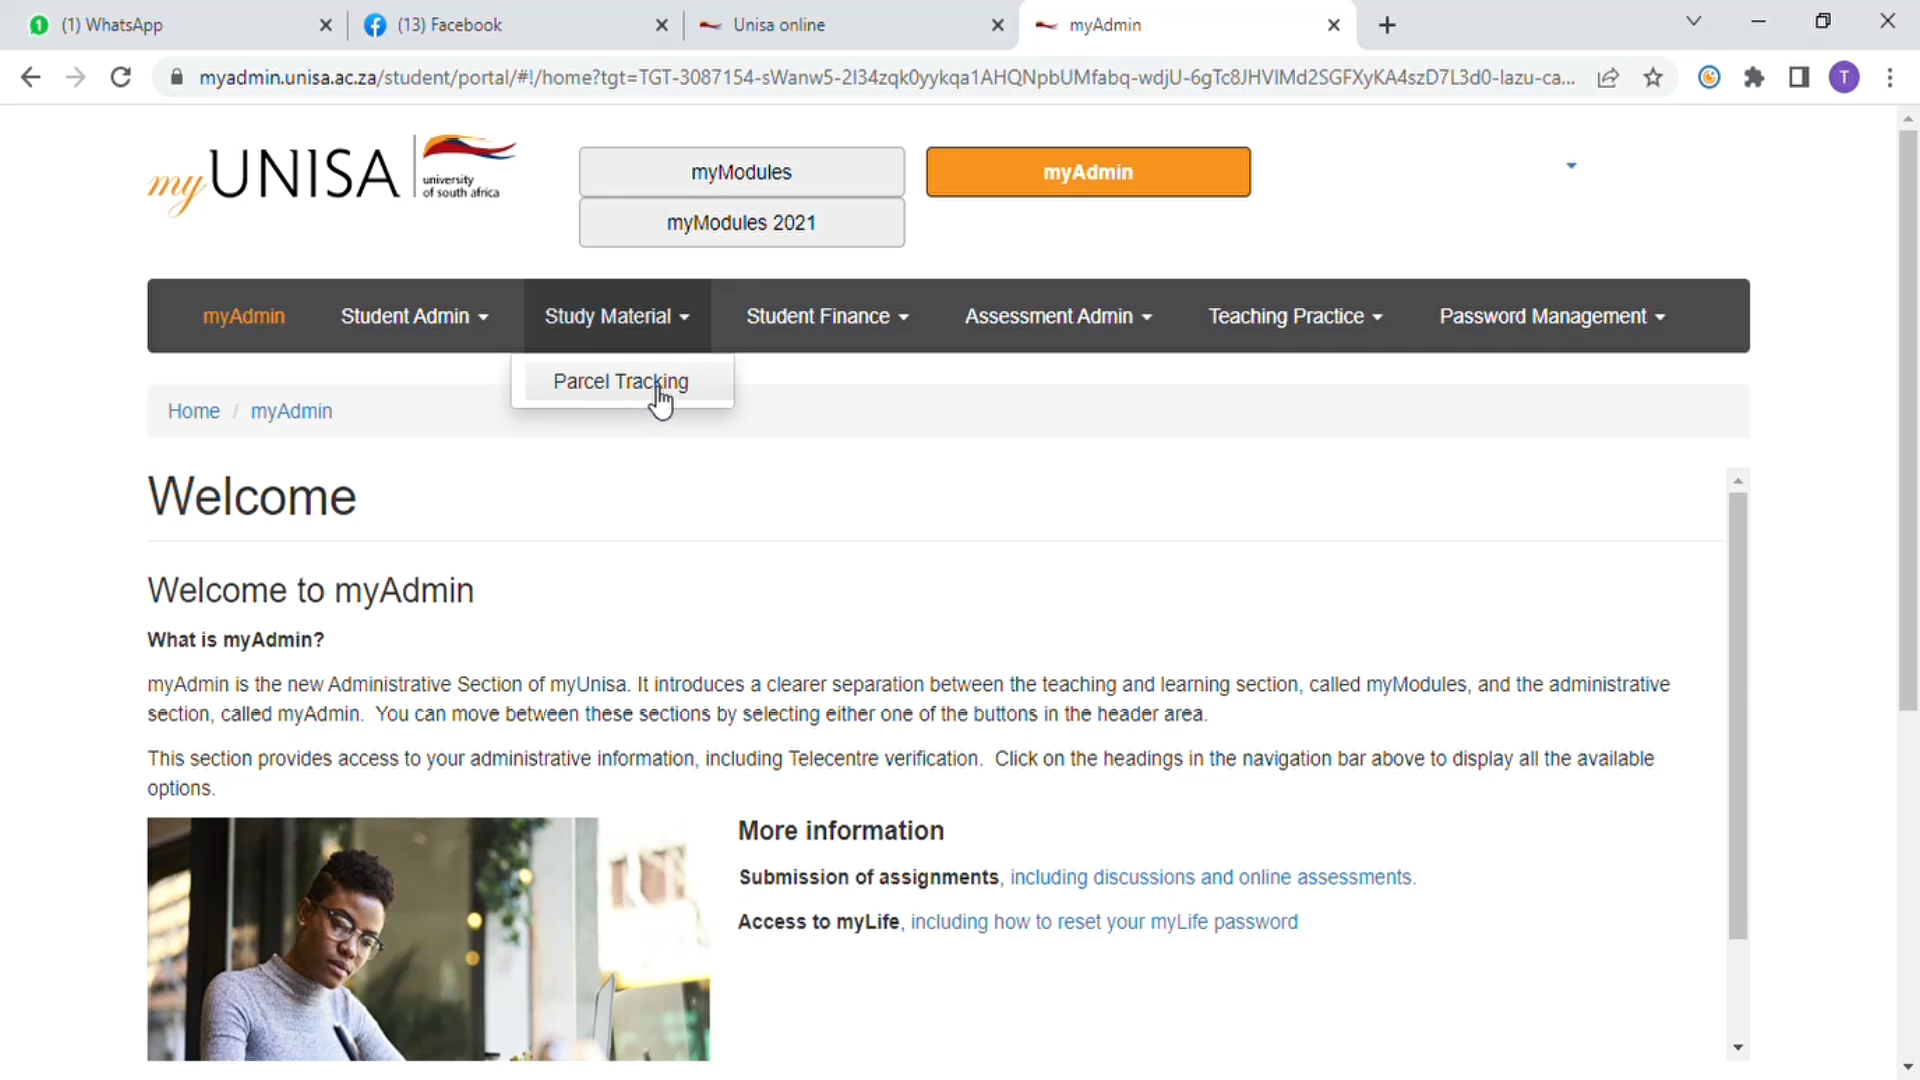 (1) WhatsApp
(13) Facebook
Unisa online
myAdmin
myadmin.unisa.ac.za/student/portal/#!/home?tgt=TGT-3087154-sWanw5-2I34zqk0yykqa1AHQNpbUMfabq-wdjU-6gTc8JHVIMd2SGFXyKA4szD7L3d0-lazu-ca...
T
myUNISA
university
of south africa
myModules
myAdmin
myModules 2021
myAdmin
Student Admin
Study Material
Student Finance
Assessment Admin
Teaching Practice
Password Management
Parcel Tracking
Home / myAdmin
Welcome
Welcome to myAdmin
What is myAdmin?
myAdmin is the new Administrative Section of myUnisa. It introduces a clearer separation between the teaching and learning section, called myModules, and the administrative
section, called myAdmin. You can move between these sections by selecting either one of the buttons in the header area.
This section provides access to your administrative information, including Telecentre verification. Click on the headings in the navigation bar above to display all the available
options.
More information
Submission of assignments, including discussions and online assessments.
Access to myLife, including how to reset your myLife password